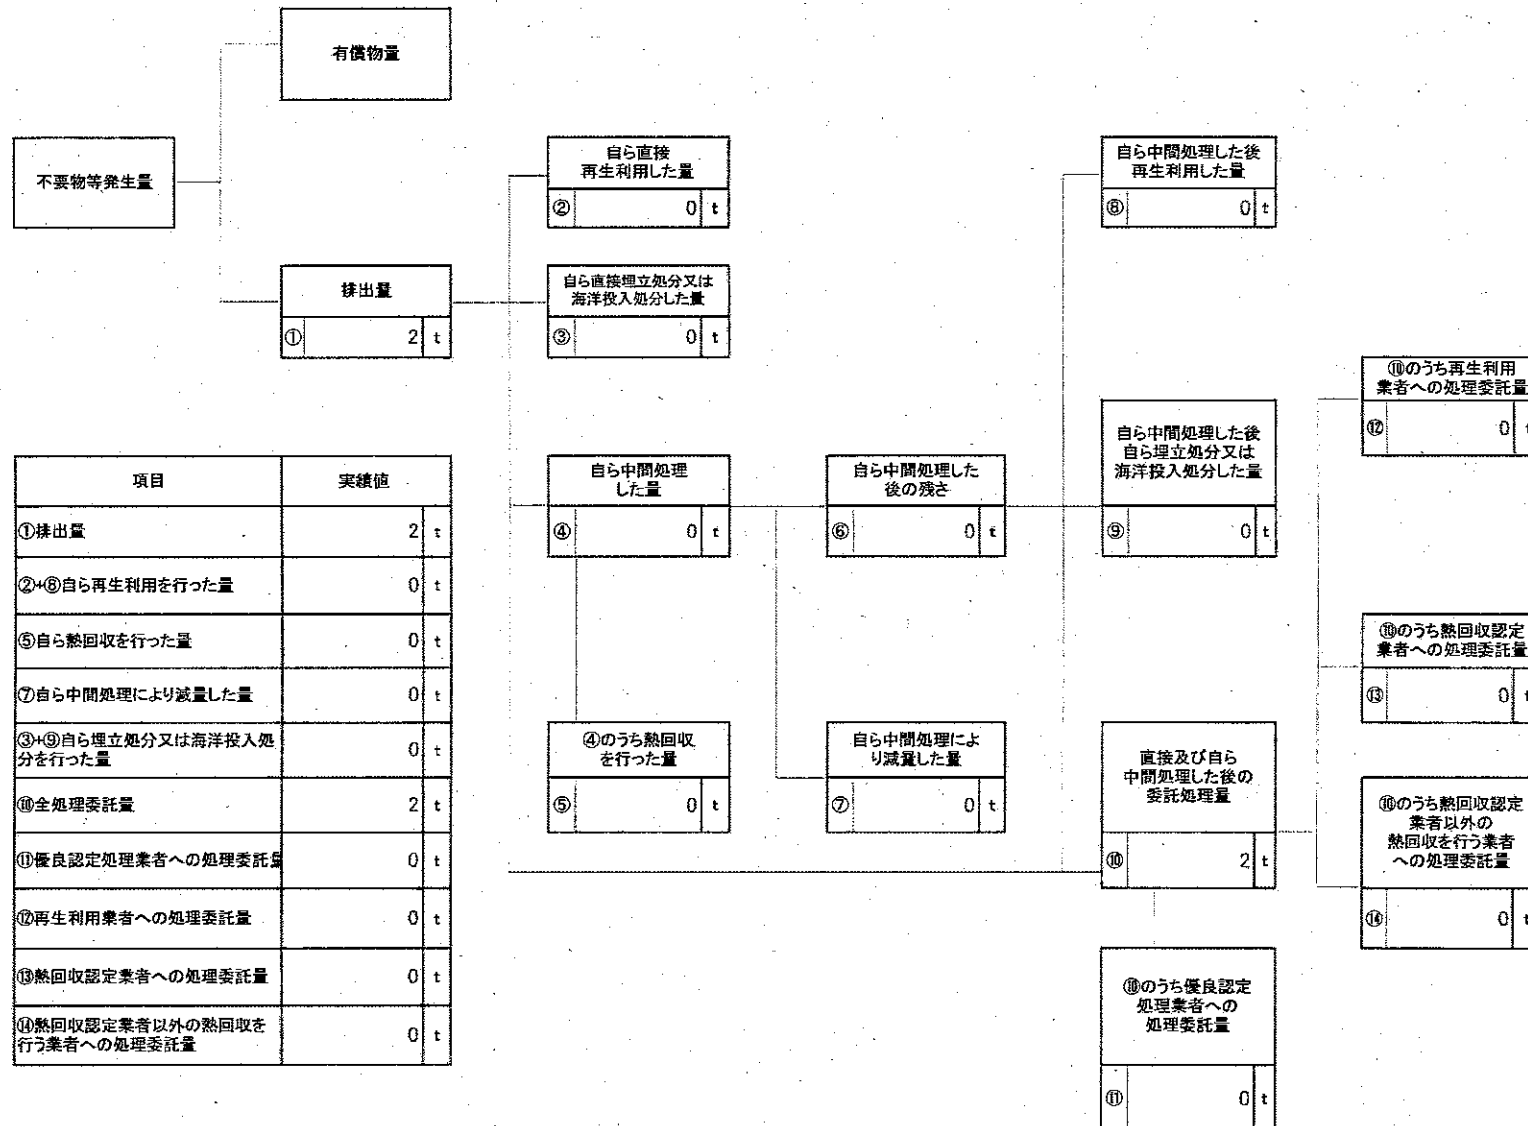 有償物量
不要物等発生量
排出量
① 2 t
自ら直接
再生利用した量
② 0 t
自ら直接埋立処分又は
海洋投入処分した量
③ 0 t
自ら中間処理
した量
④ 0 t
④のうち熱回収
を行った量
⑤ 0 t
自ら中間処理した
後の残さ
⑥ 0 t
自ら中間処理によ
り減量した量
⑦ 0 t
自ら中間処理した後
再生利用した量
⑧ 0 t
自ら中間処理した後
自ら埋立処分又は
海洋投入処分した量
⑨ 0 t
直接及び自ら
中間処理した後の
委託処理量
⑩ 2 t
⑩のうち優良認定
処理業者への
処理委託量
⑪ 0 t
⑩のうち再生利用
業者への処理委託量
⑫ 0 t
⑩のうち熱回収認定
業者への処理委託量
⑬ 0 t
⑩のうち熱回収認定
業者以外の
熱回収を行う業者
への処理委託量
⑭ 0 t
項目 実績値
①排出量 2 t
②+⑧自ら再生利用を行った量 0 t
⑤自ら熱回収を行った量 0 t
⑦自ら中間処理により減量した量 0 t
③+⑨自ら埋立処分又は海洋投入処
分を行った量 0 t
⑩全処理委託量 2 t
⑪優良認定処理業者への処理委託量 0 t
⑫再生利用業者への処理委託量 0 t
⑬熱回収認定業者への処理委託量 0 t
⑭熱回収認定業者以外の熱回収を
行う業者への処理委託量 0 t